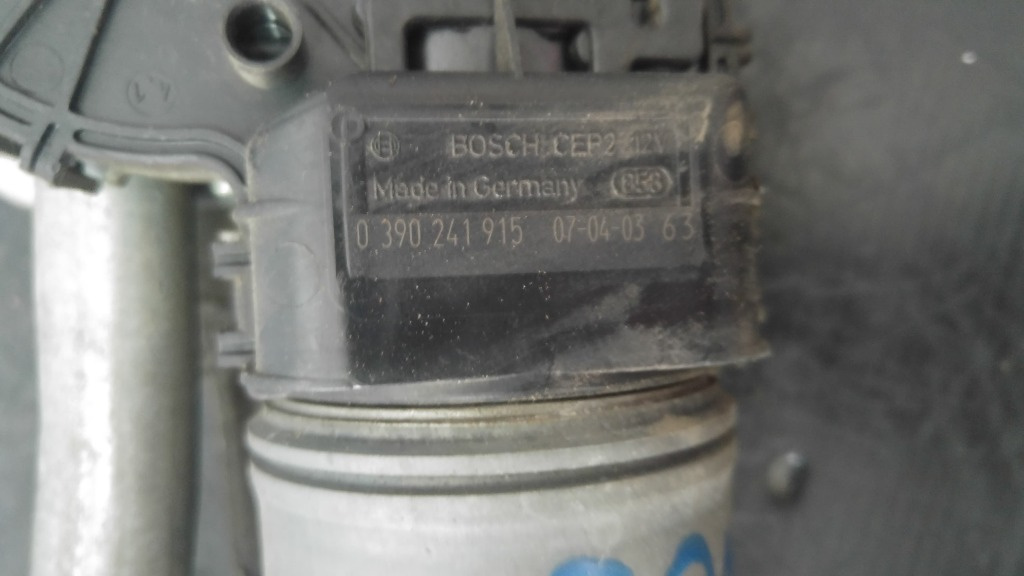 BOSCH CEP2 12V
Made in Germany
0 390 241 915 07-04-03 63